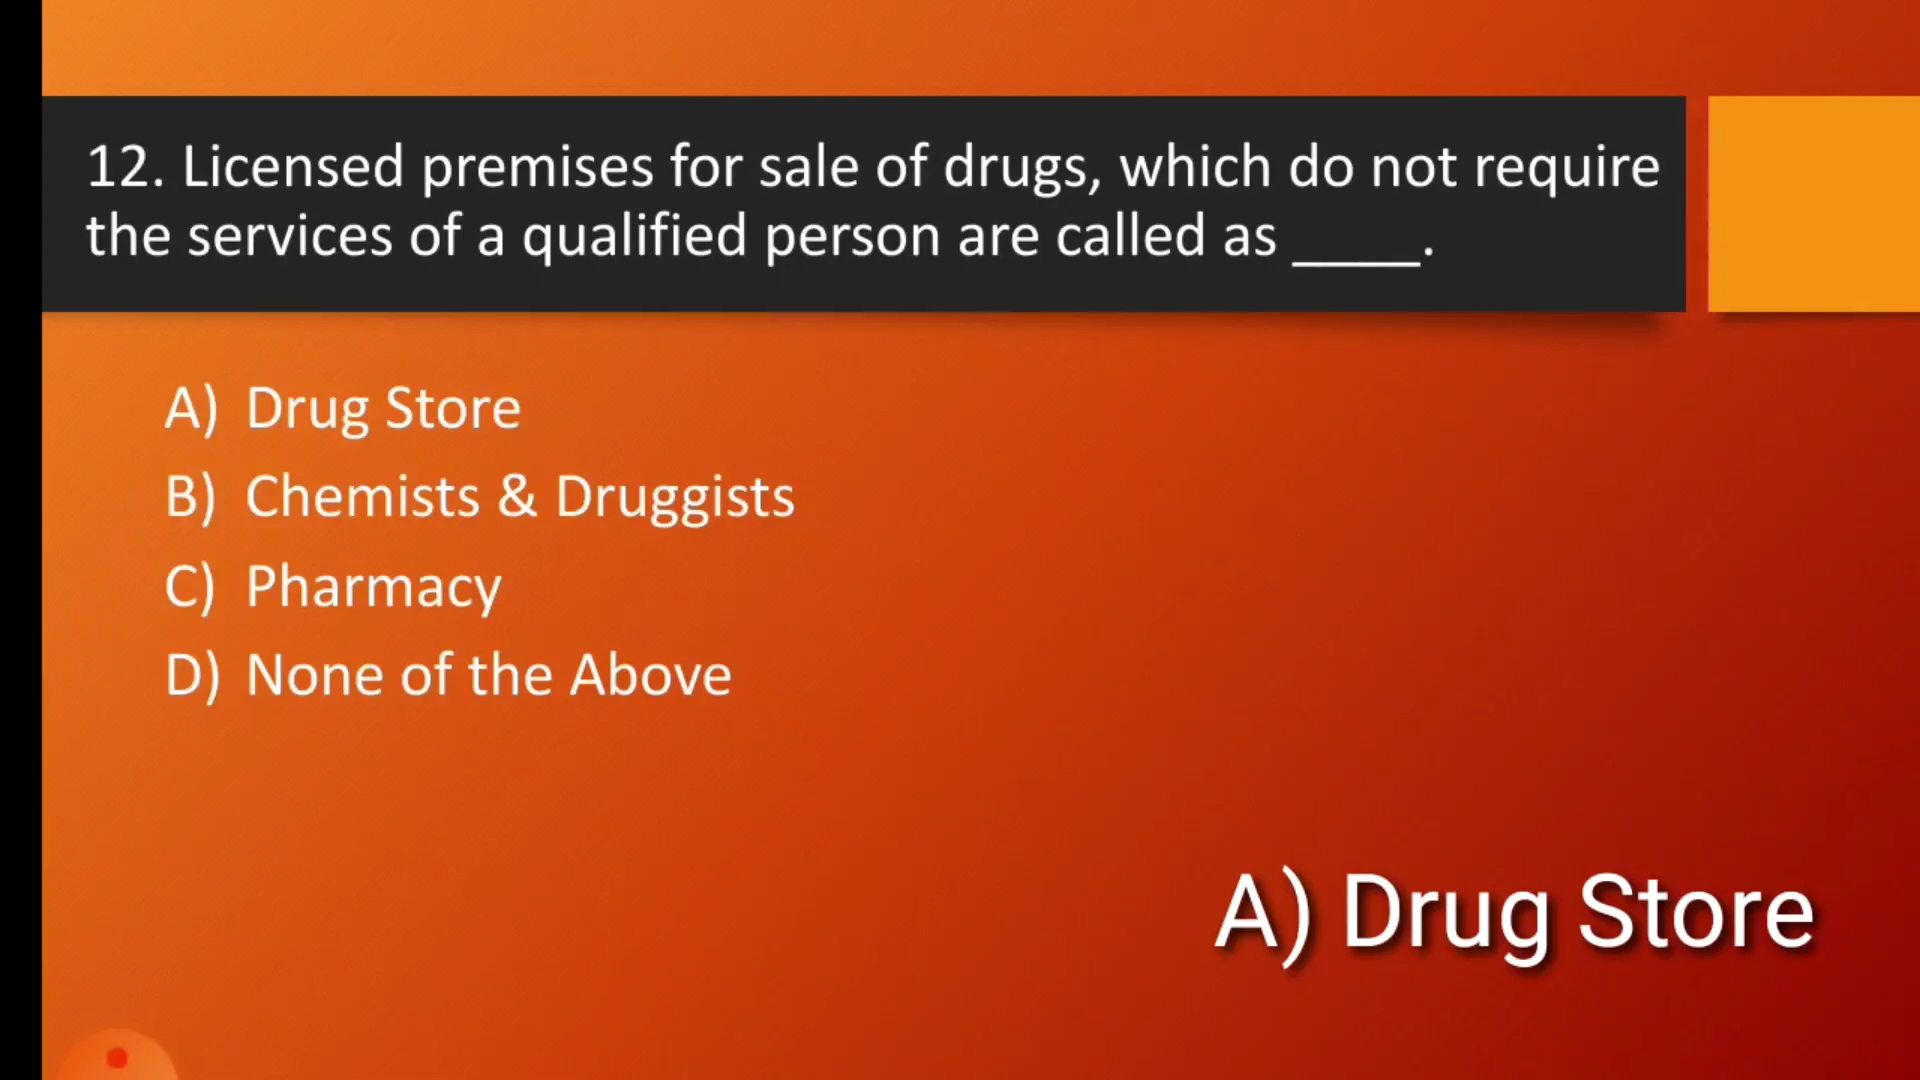 12. Licensed premises for sale of drugs, which do not require
the services of a qualified person are called as ____.
A) Drug Store
B) Chemists & Druggists
C) Pharmacy
D) None of the Above
A) Drug Store